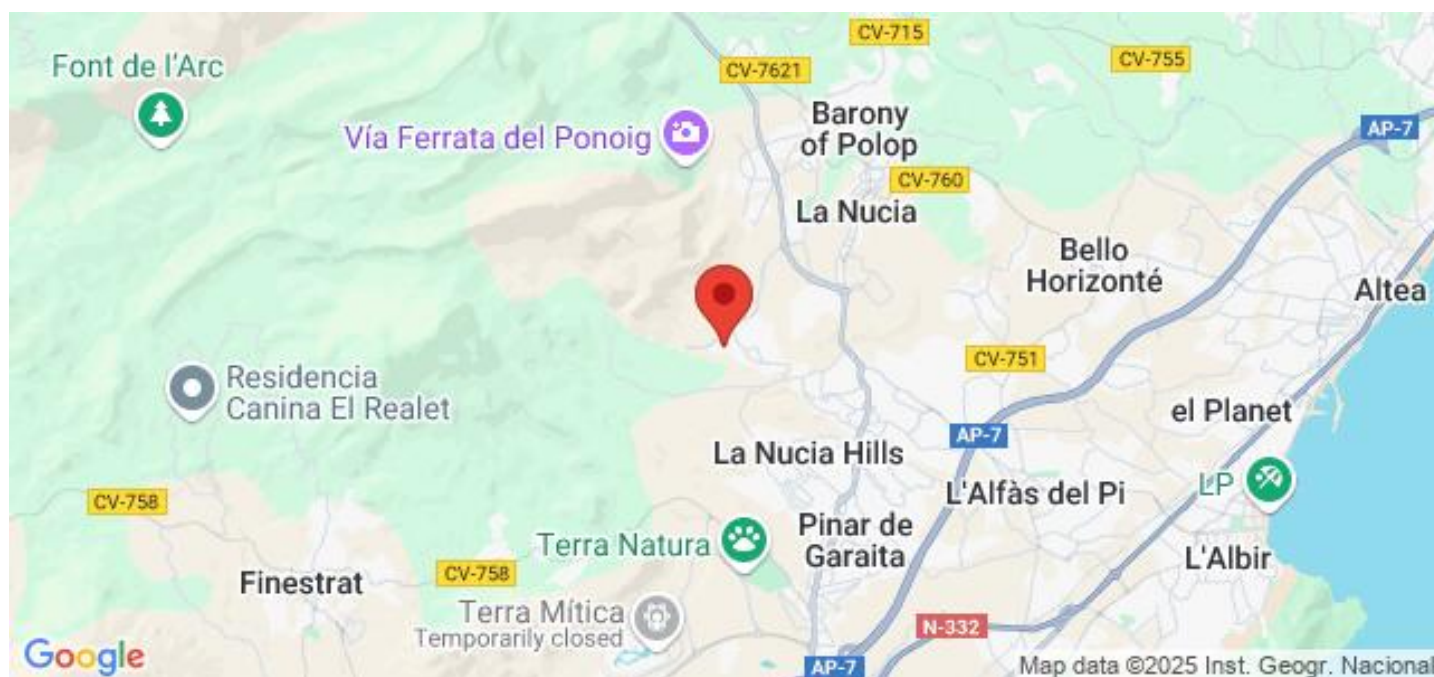 CV-715
Font de l'Arc
CV-755
CV-7621
Barony
of Polop
AP-7
Vía Ferrata del Ponoig
CV-760
La Nucia
Bello
Horizonté
Altea
CV-751
Residencia
Canina El Realet
el Planet
AP-7
La Nucia Hills
LP
L'Alfàs del Pi
CV-758
Terra Natura
Pinar de
Garaita
L'Albir
CV-758
Finestrat
Terra Mítica
Temporarily closed
N-332
Google
AP-7
Map data ©2025 Inst. Geogr. Nacional